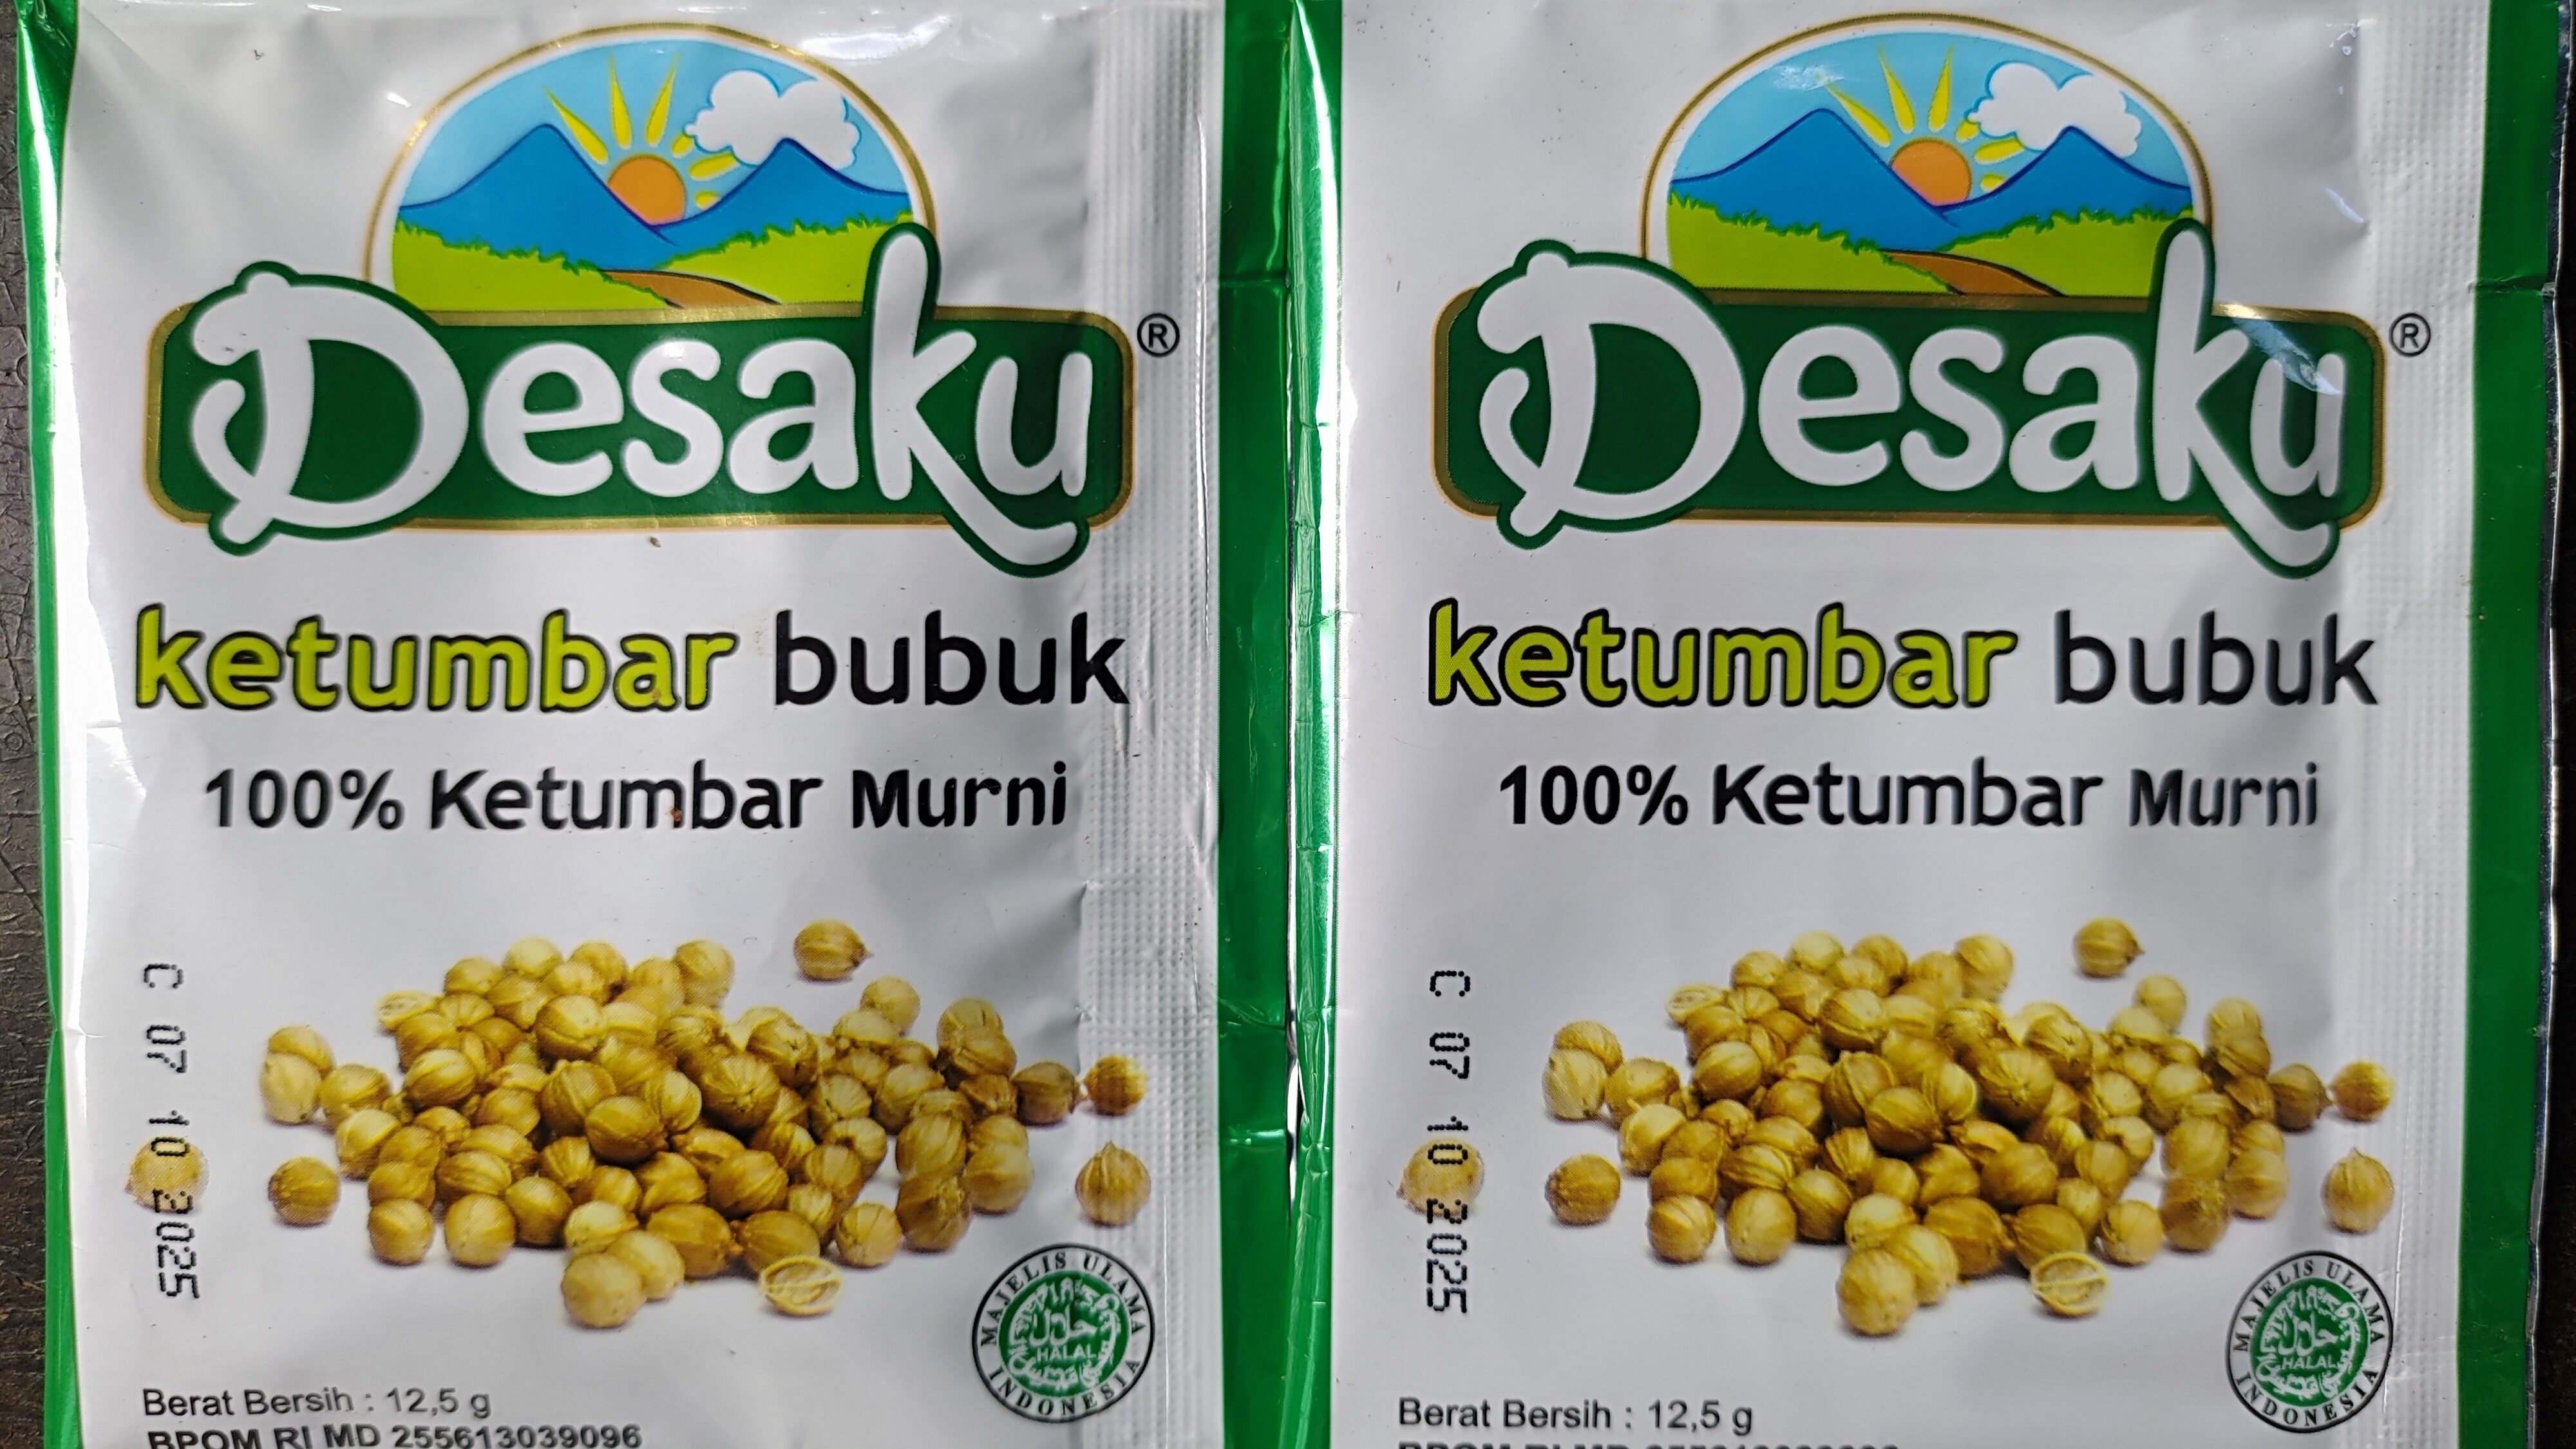 Desaku®
ketumbar bubuk
100% Ketumbar Murni
C 07 10 2025
MAJELIS ULAMA INDONESIA
حلال
HALAL
Berat Bersih : 12,5 g
BPOM RI MD 255613039096
Desaku®
ketumbar bubuk
100% Ketumbar Murni
C 07 10 2025
MAJELIS ULAMA INDONESIA
حلال
HALAL
Berat Bersih : 12,5 g